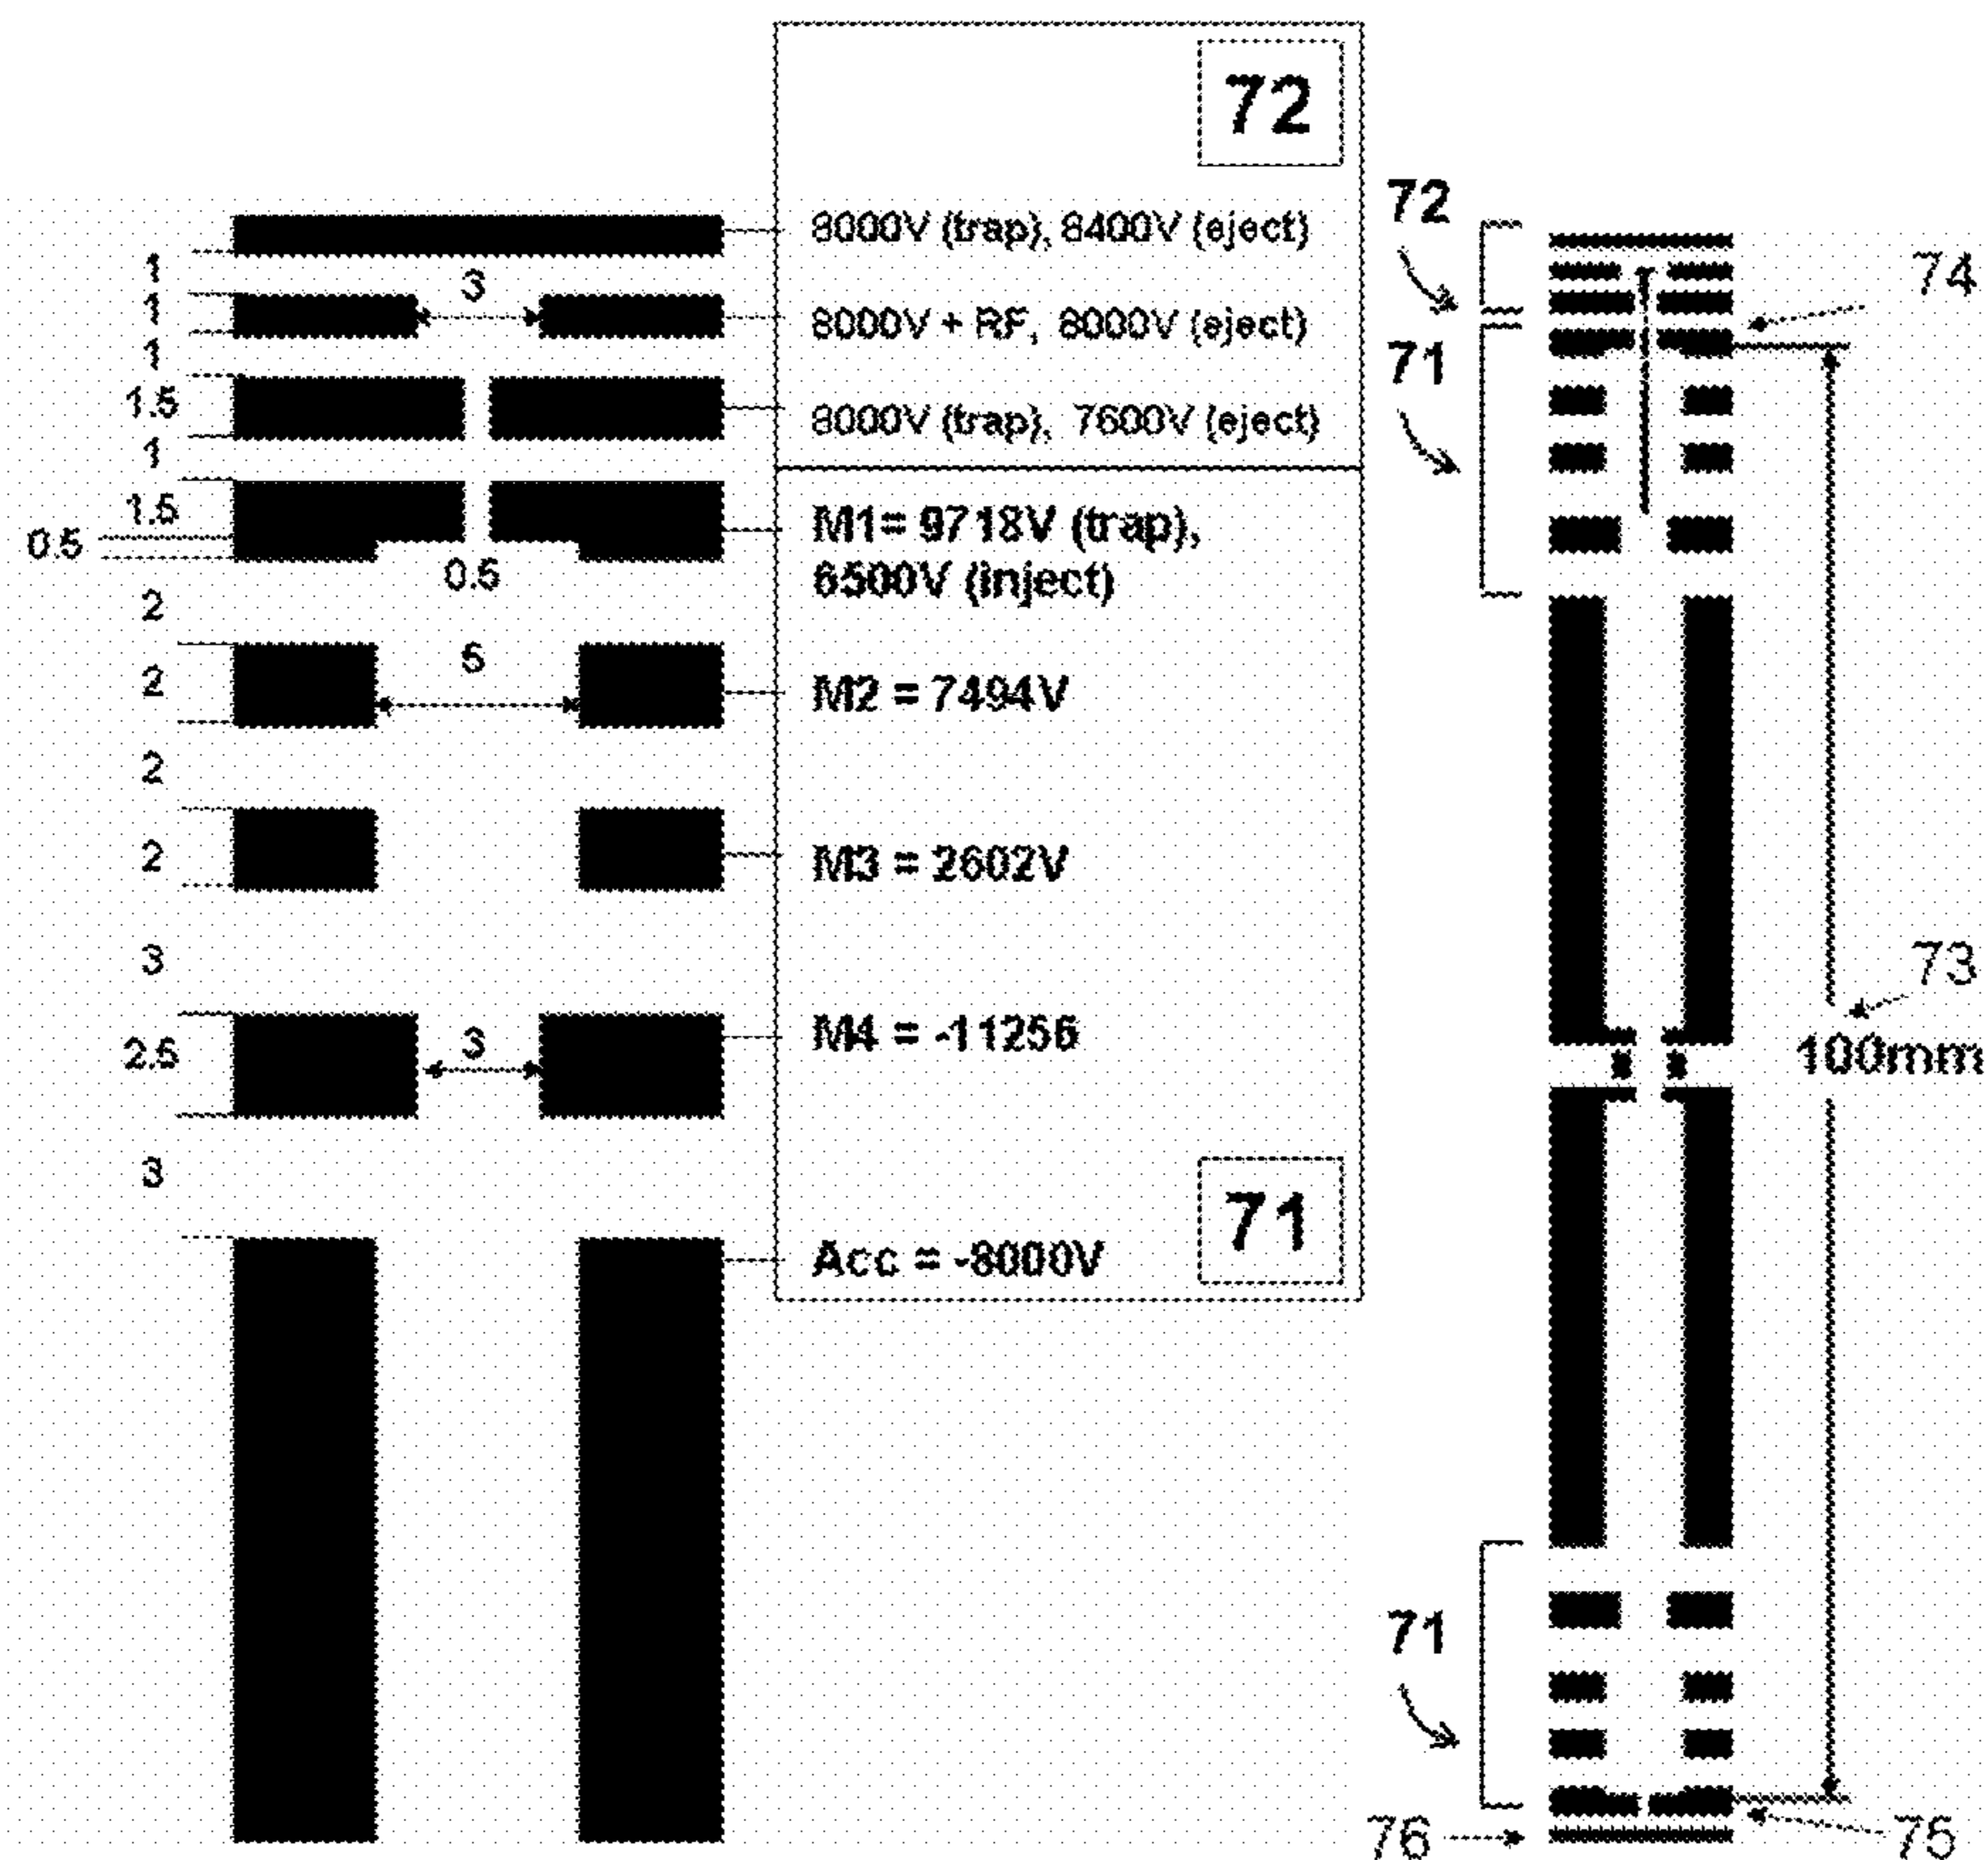 72
8000V (trap), 8400V (eject)
8000V + RF, 8000V (eject)
8000V (trap), 7600V (eject)
M1= 9718V (trap),
6500V (inject)
M2 = 7494V
M3 = 2602V
M4 = -11256
Acc = -8000V
71
1
1
1
1.5
1
1.5
0.5
2
2
2
2
3
2.5
3
3
0.5
5
3
72
71
74
73
100mm
71
76
75